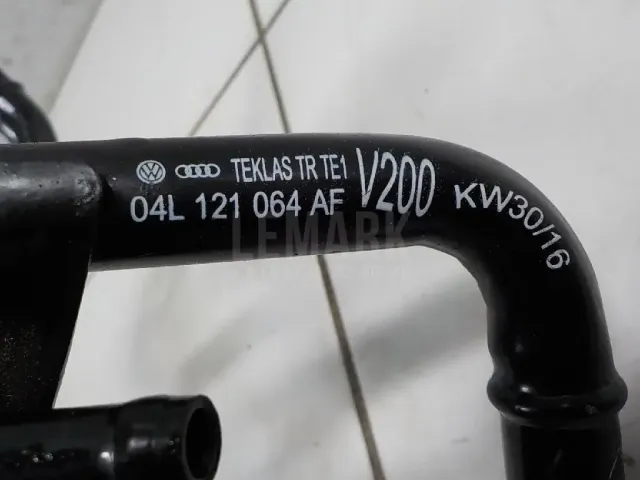 TEKLAS TR TE1
04L 121 064 AF
V200
KW30/16
LEMARK